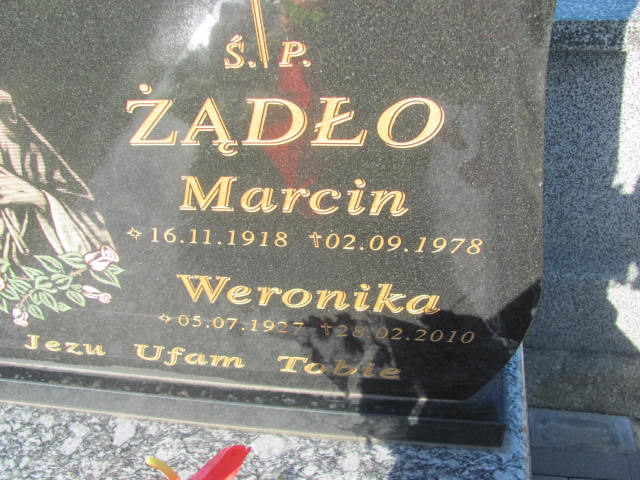 Ś. P.
ŻĄDŁO
Marcin
✧16.11.1918 †02.09.1978
Weronika
✧05.07.1927 †28.02.2010
Jezu Ufam Tobie